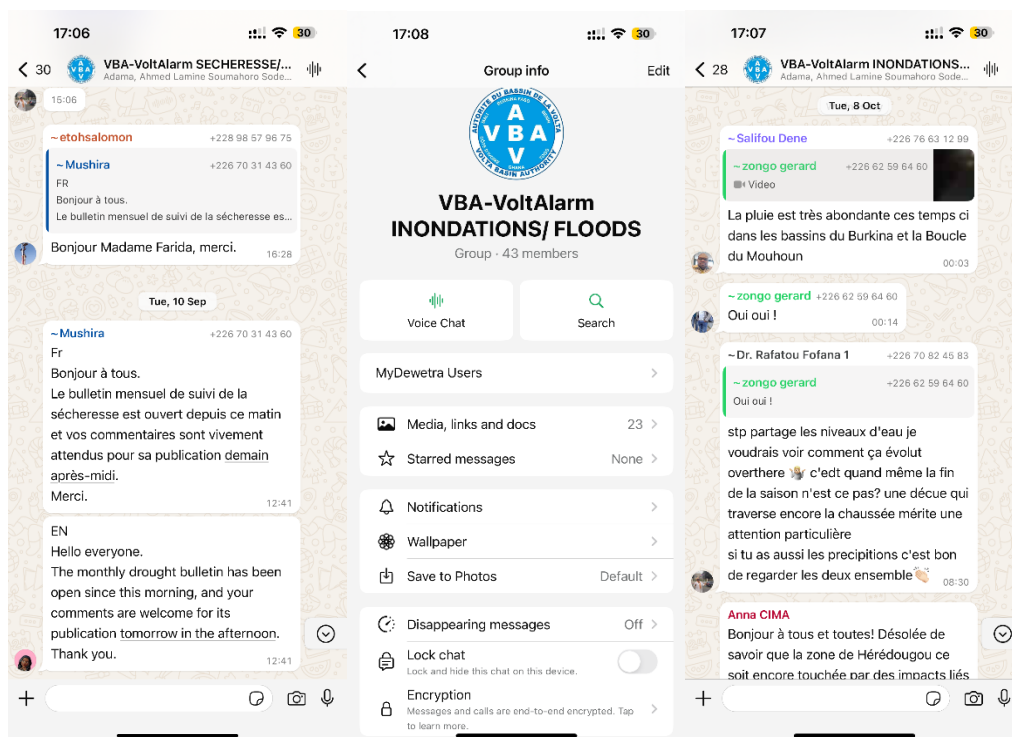 17:06
30
30
VBA-VoltAlarm SECHERESSE/...
Adama, Ahmed Lamine Soumahoro Sode...
15:06
~etohsalomon +228 98 57 96 75
~Mushira +226 70 31 43 60
FR
Bonjour à tous.
Le bulletin mensuel de suivi de la sécheresse es...
Bonjour Madame Farida, merci.
16:28
Tue, 10 Sep
~Mushira +226 70 31 43 60
Fr
Bonjour à tous.
Le bulletin mensuel de suivi de la
sécheresse est ouvert depuis ce matin
et vos commentaires sont vivement
attendus pour sa publication demain
après-midi.
Merci.
12:41
EN
Hello everyone.
The monthly drought bulletin has been
open since this morning, and your
comments are welcome for its
publication tomorrow in the afternoon.
Thank you.
12:41
17:08
30
Group info
Edit
AUTORITE DU BASSIN DE LA VOLTA
VOLTA BASIN AUTHORITY
A
VBA
V
VBA-VoltAlarm
INONDATIONS/ FLOODS
Group · 43 members
Voice Chat
Search
MyDewetra Users
Media, links and docs 23
Starred messages None
Notifications
Wallpaper
Save to Photos Default
Disappearing messages Off
Lock chat
Lock and hide this chat on this device.
Encryption
Messages and calls are end-to-end encrypted. Tap
to learn more.
17:07
30
28
VBA-VoltAlarm INONDATIONS...
Adama, Ahmed Lamine Soumahoro Sode...
Tue, 8 Oct
~Salifou Dene +226 76 63 12 99
~zongo gerard +226 62 59 64 60
Video
La pluie est très abondante ces temps ci
dans les bassins du Burkina et la Boucle
du Mouhoun
00:03
~zongo gerard +226 62 59 64 60
Oui oui !
00:14
~Dr. Rafatou Fofana 1 +226 70 82 45 83
~zongo gerard +226 62 59 64 60
Oui oui !
stp partage les niveaux d'eau je
voudrais voir comment ça évolut
overthere 🤷 c'edt quand même la fin
de la saison n'est ce pas? une décue qui
traverse encore la chaussée mérite une
attention particulière
si tu as aussi les precipitions c'est bon
de regarder les deux ensemble👏🏻
08:30
Anna CIMA
Bonjour à tous et toutes! Désolée de
savoir que la zone de Hérédougou ce
soit encore touchée par des impacts liés